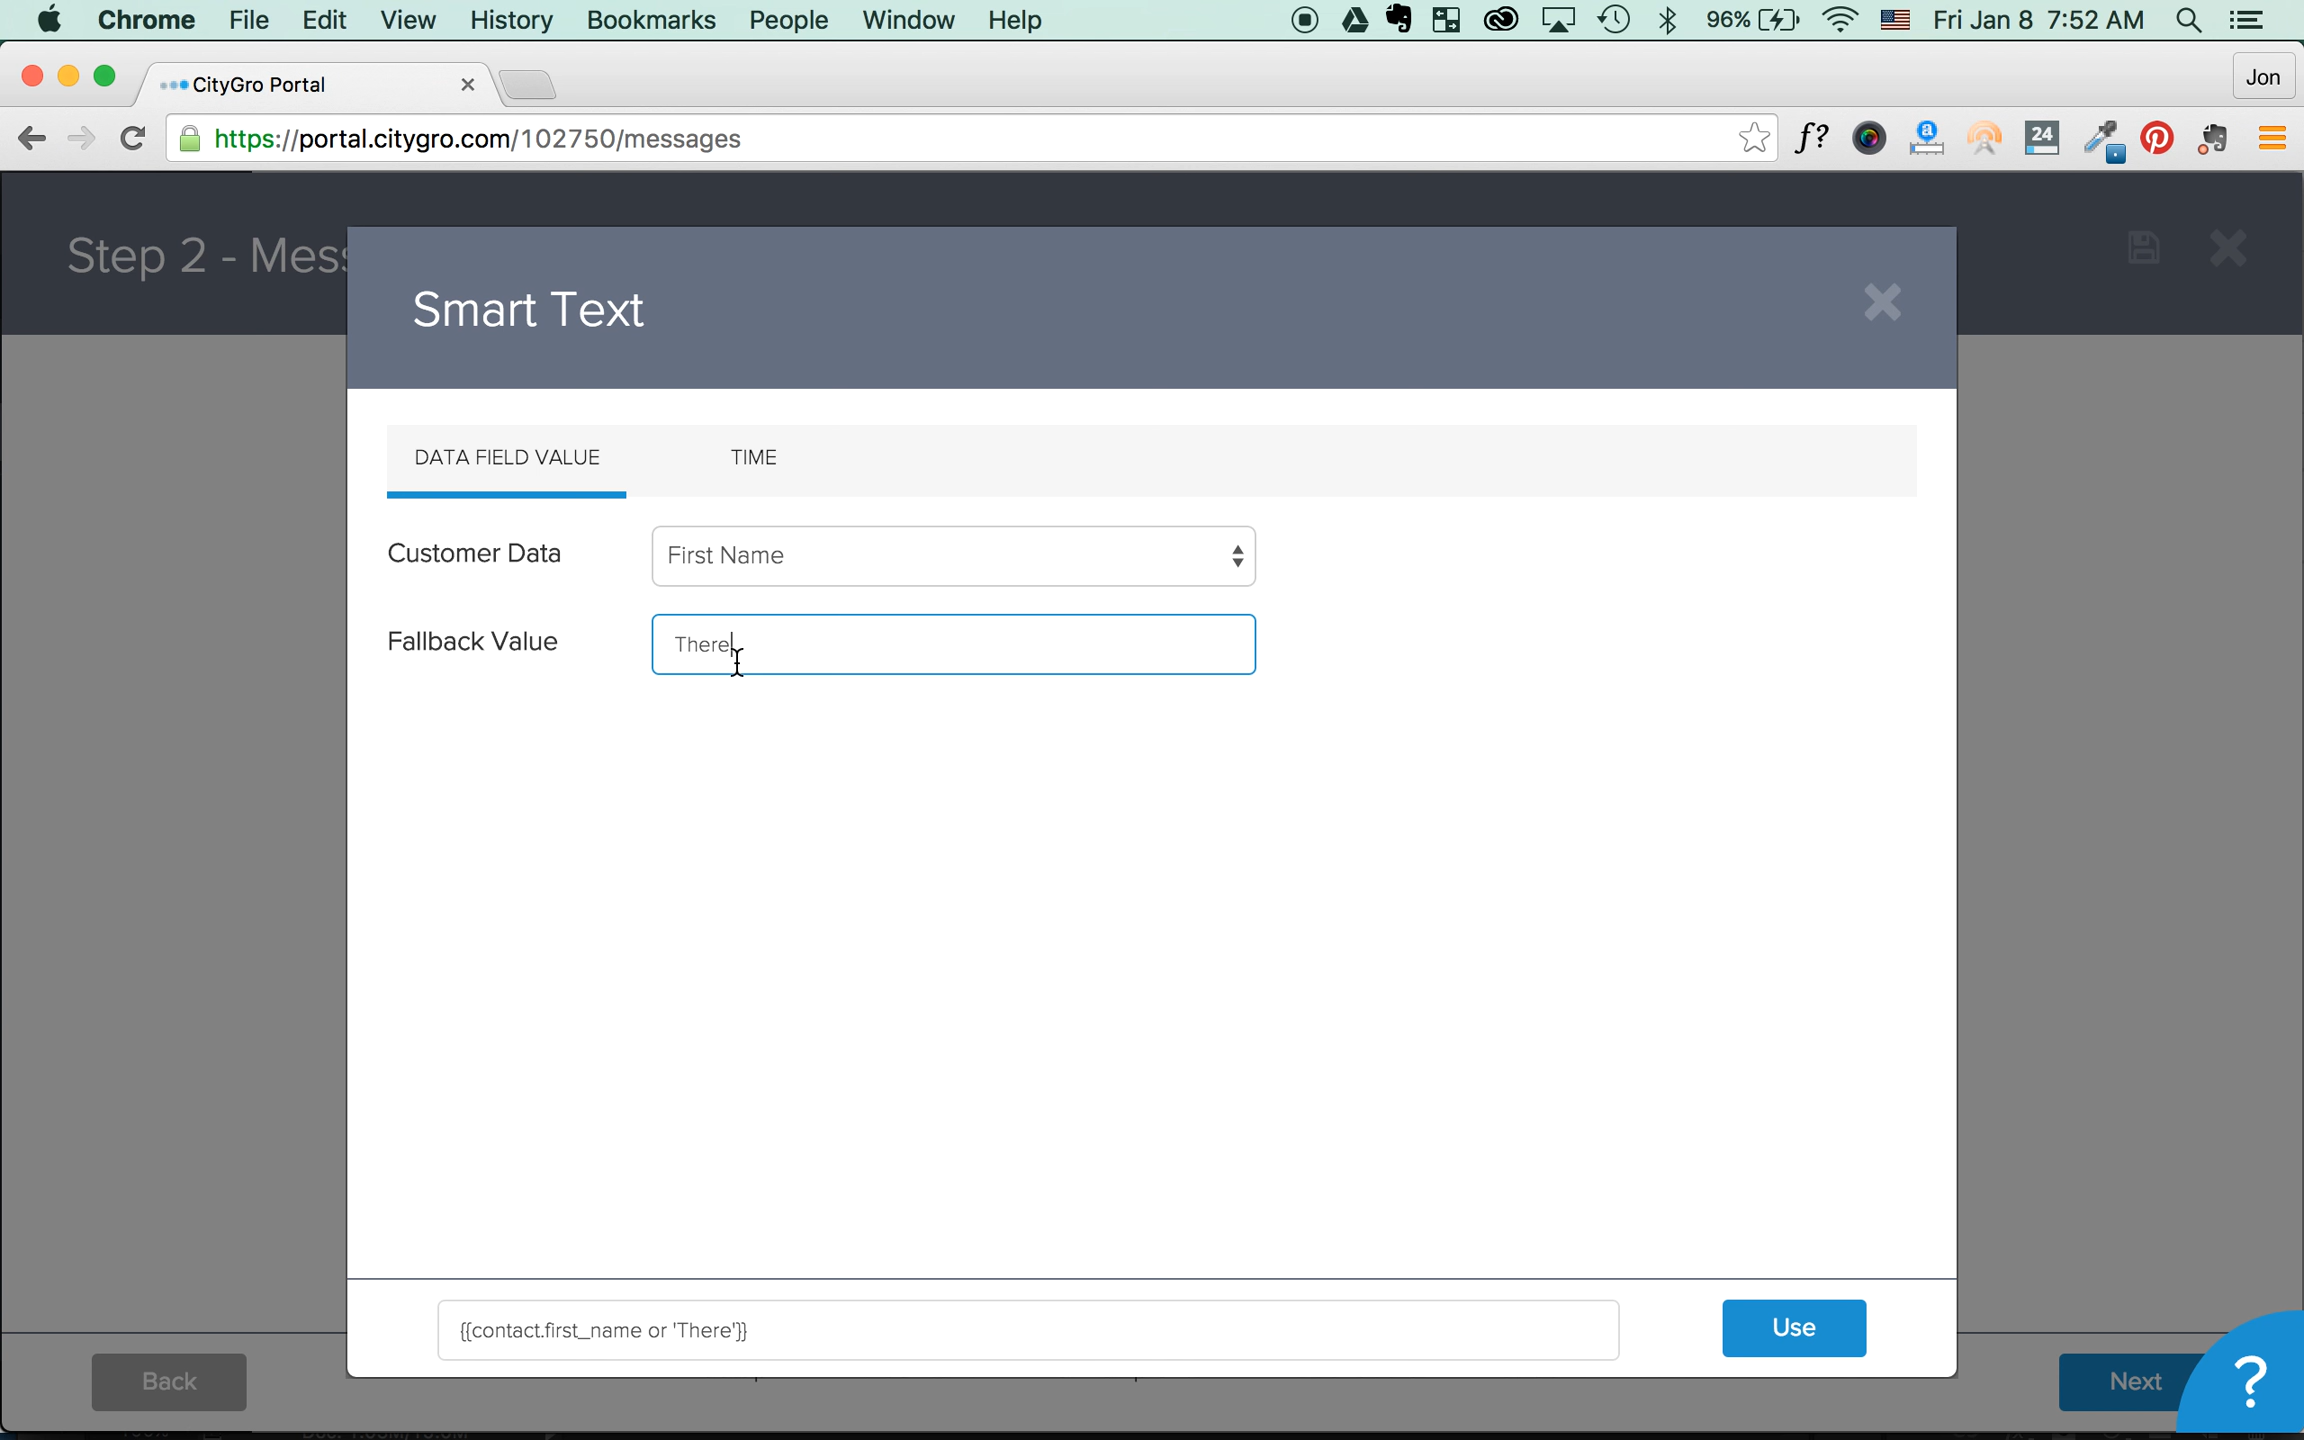 Chrome File Edit View History Bookmarks People Window Help 96% Fri Jan 8 7:52 AM
CityGro Portal
Jon
https://portal.citygro.com/102750/messages
f? a 24
Step 2 - Mess
Smart Text
DATA FIELD VALUE TIME
Customer Data First Name
Fallback Value There
{{contact.first_name or 'There'}} Use
Back Next ?